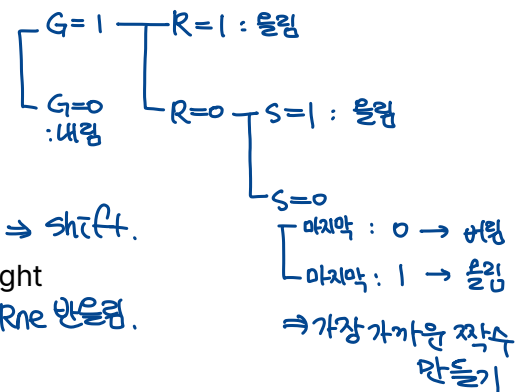 G=1 R=1 : 올림
G=0 : 내림
R=0 S=1 : 올림
S=0
마지막 : 0 → 버림
마지막 : 1 → 올림
⇒ 가장 가까운 짝수 만들기
⇒ shift.
ght
Rne 반올림.